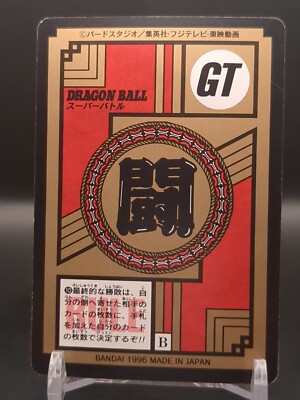 ©バードスタジオ／集英社・フジテレビ・東映動画
GT
DRAGON BALL
スーパーバトル
闘
⑩最終的な勝敗は、自
分の側へ寄せた相手の
カードの枚数に、手札
を加えた自分のカード
の枚数で決定するぞ!!
B
BANDAI 1996 MADE IN JAPAN